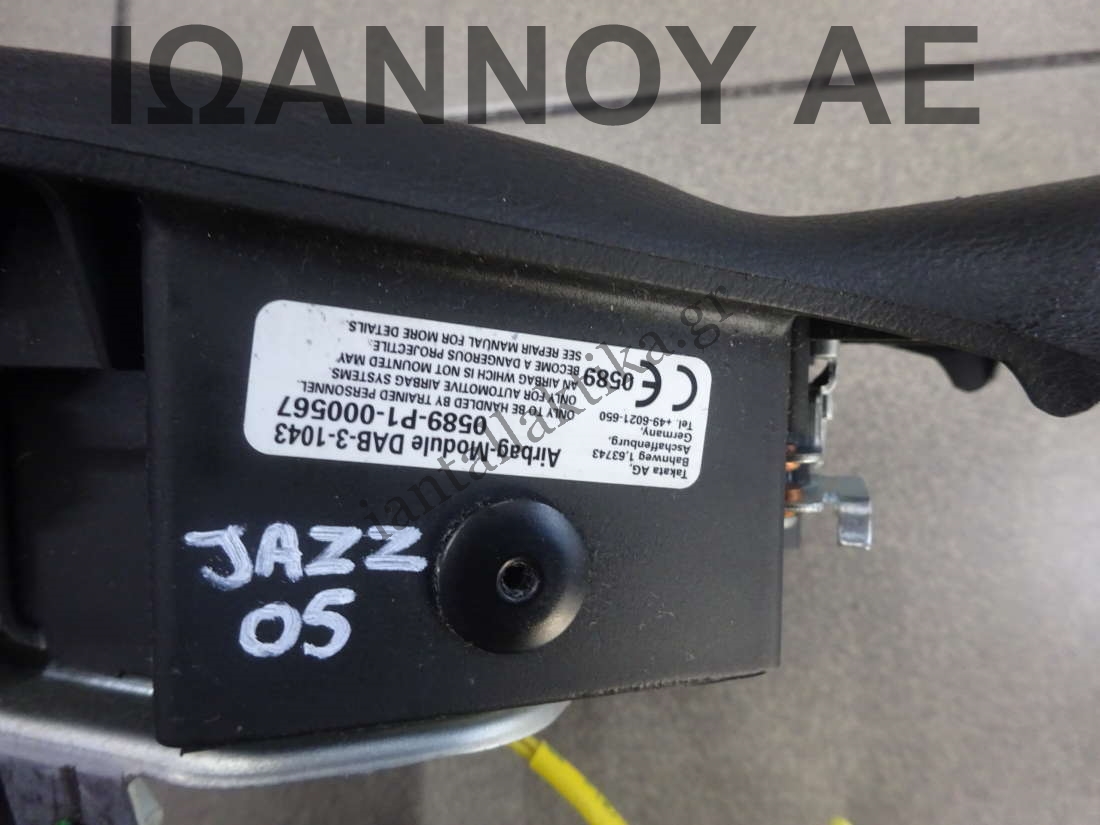 ΙΩΑΝΝΟΥ ΑΕ
iantallaktika.gr
Airbag-Module DAB-3-1043
0589-P1-000567
ONLY TO BE HANDLED BY TRAINED PERSONNEL.
ONLY FOR AUTOMOTIVE AIRBAG SYSTEMS.
AN AIRBAG WHICH IS NOT MOUNTED MAY
BECOME A DANGEROUS PROJECTILE.
SEE REPAIR MANUAL FOR MORE DETAILS.
Takata AG,
Bahnweg 1,63743
Aschaffenburg,
Germany,
Tel. +49-6021-650
CE 0589
JAZZ
05